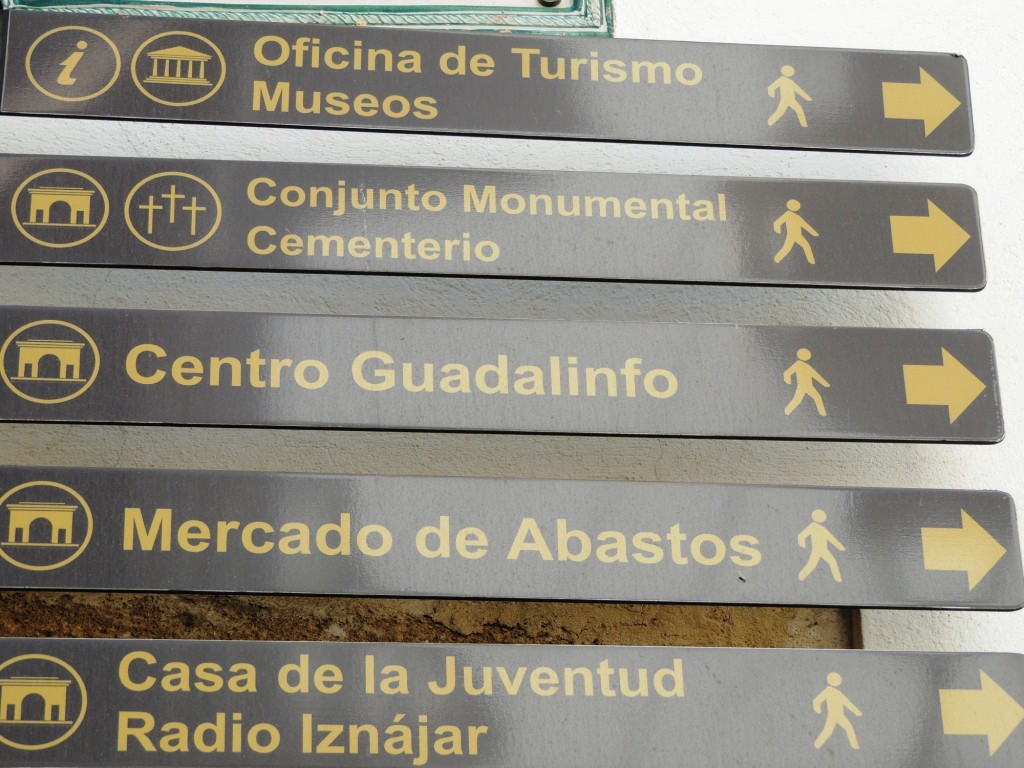 Oficina de Turismo
Museos
Conjunto Monumental
Cementerio
Centro Guadalinfo
Mercado de Abastos
Casa de la Juventud
Radio Iznájar